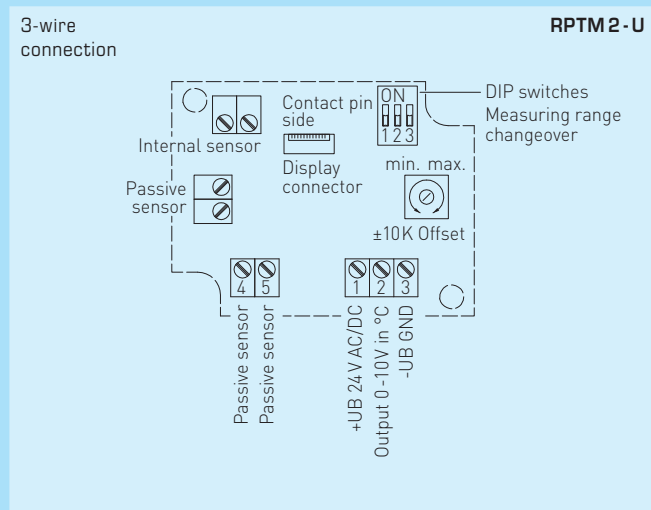 3-wire
connection
RPTM 2 - U
ON
1 2 3
DIP switches
Measuring range
changeover
Contact pin
side
Internal sensor
Display
connector
min. max.
Passive
sensor
±10K Offset
4 5
1 2 3
Passive sensor
Passive sensor
+UB 24 V AC/DC
Output 0 -10V in °C
-UB GND